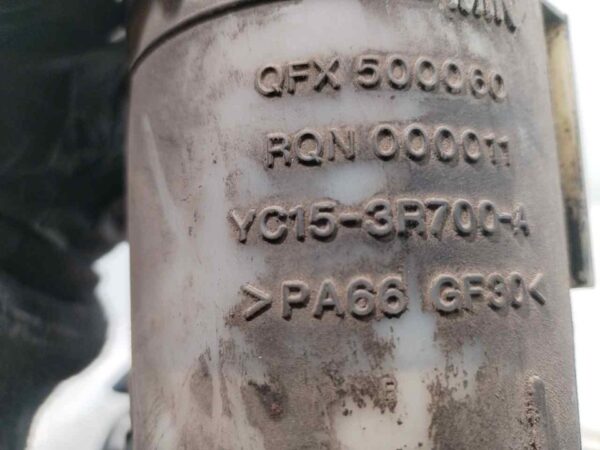 QFX 500060
RQN 000011
YC15-3R700-A
>PA66 GF30<